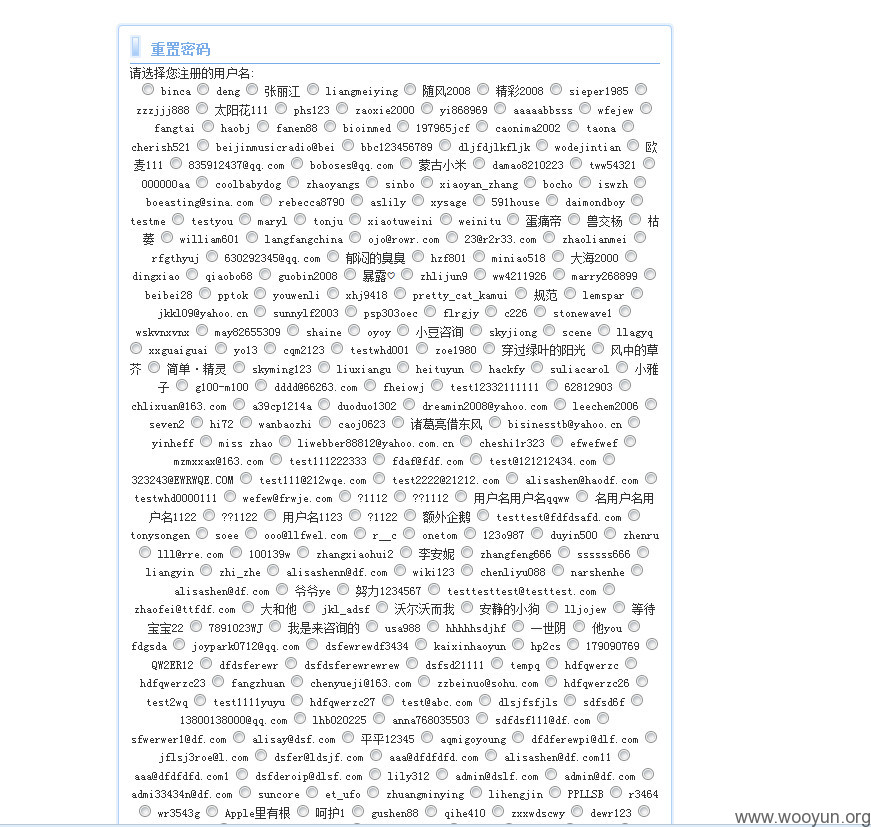 重置密码
请选择您注册的用户名:
binca deng 张丽江 liangmeiying 随风2008 精彩2008 sieper1985
zzzjjj888 太阳花111 phs123 zaoxie2000 yi868969 aaaaabbsss wfejew
fangtai haobj fanen88 bioinmed 197965jcf caonima2002 taona
cherish521 beijinmusicradio@bei bbc123456789 dljfdjlkfljk wodejintian 欧
麦111 835912437@qq.com boboses@qq.com 蒙古小米 damao8210223 tww54321
000000aa coolbabydog zhaoyangs sinbo xiaoyan_zhang bocho iswzh
boeasting@sina.com rebecca8790 aslily xysage 591house daimondboy
testme testyou maryl tonju xiaotuweini weinitu 蛋痛帝 兽交杨 枯
萎 william601 langfangchina ojo@rowr.com 23@r2r33.com zhaolianmei
rfgthyuj 630292345@qq.com 郁闷的臭臭 hzf801 miniao518 大海2000
dingxiao qiaobo68 guobin2008 暴露♡ zhlijun9 ww4211926 marry268899
beibei28 pptok youwenli xhj9418 pretty_cat_kamui 规范 lemspar
jkkl09@yahoo.cn sunnylf2003 psp303oec flrgjy c226 stonewave1
wskvnxvnx may82655309 shaine oyoy 小豆咨询 skyjiong scene llagyq
xxguaiguai yo13 cqm2123 testwhd001 zoe1980 穿过绿叶的阳光 风中的草
芥 简单·精灵 skyming123 liuxiangu heituyun hackfy suliacarol 小雅
子 g100-m100 dddd@66263.com fheiowj test12332111111 62812903
chlixuan@163.com a39cp1214a duoduo1302 dreamin2008@yahoo.com leechem2006
seven2 hi72 wanbaozhi caoj0623 诸葛亮借东风 bisinesstb@yahoo.cn
yinheff miss zhao liwebber88812@yahoo.com.cn cheshi1r323 efwefwef
mzmxxax@163.com test111222333 fdaf@fdf.com test@121212434.com
323243@EWRWQE.COM test111@212wqe.com test2222@21212.com alisashen@haodf.com
testwhd0000111 wefew@frwje.com ?1112 ??1112 用户名用户名qqww 名用户名用
户名1122 ??1122 用户名1123 ?1122 额外企鹅 testtest@fdfdsafd.com
tonysongen soee ooo@llfwel.com r__c onetom 123o987 duyin500 zhenru
lll@rre.com 100139w zhangxiaohui2 李安妮 zhangfeng666 ssssss666
liangyin zhi_zhe alisashenn@df.com wiki123 chenliyu088 narshenhe
alisashen@df.com 爷爷ye 努力1234567 testtesttest@testtest.com
zhaofei@ttfdf.com 大和他 jkl_adsf 沃尔沃而我 安静的小狗 lljojew 等待
宝宝22 7891023WJ 我是来咨询的 usa988 hhhhhsdjhf 一世阴 他you
fdgsda joypark0712@qq.com dsfewrewdf3434 kaixinhaoyun hp2cs 179090769
QW2ER12 dfdsferewr dsfdsferewrewrew dsfsd21111 tempq hdfqwerzc
hdfqwerzc23 fangzhuan chenyueji@163.com zzbeinuo@sohu.com hdfqwerzc26
test2wq test1111yuyu hdfqwerzc27 test@abc.com dlsjfsfjls sdfsd6f
13800138000@qq.com lhb020225 anna768035503 sdfdsf111@df.com
sfwerwer1@df.com alisay@dsf.com 平平12345 aqmigoyoung dfdferewpi@dlf.com
jflsj3roe@l.com dsfer@ldsjf.com aaa@dfdfdfd.com alisashen@df.com11
aaa@dfdfdfd.com1 dsfderoip@dlsf.com lily312 admin@dslf.com admin@df.com
admi33434n@df.com suncore et_ufo zhuangminying lihengjin PPLLSB r3464
wr3543g Apple里有根 呵护1 gushen88 qihe410 zxxwdscwy dewr123
www.wooyun.org